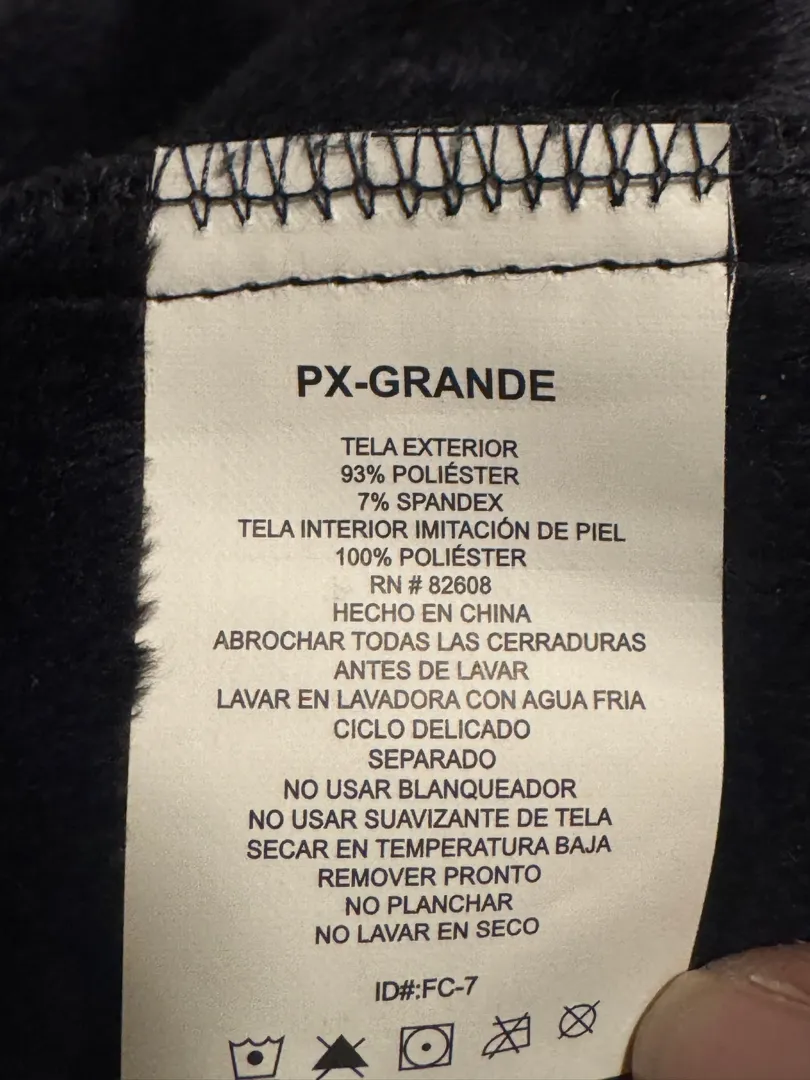 PX-GRANDE
TELA EXTERIOR
93% POLIÉSTER
7% SPANDEX
TELA INTERIOR IMITACIÓN DE PIEL
100% POLIÉSTER
RN # 82608
HECHO EN CHINA
ABROCHAR TODAS LAS CERRADURAS
ANTES DE LAVAR
LAVAR EN LAVADORA CON AGUA FRIA
CICLO DELICADO
SEPARADO
NO USAR BLANQUEADOR
NO USAR SUAVIZANTE DE TELA
SECAR EN TEMPERATURA BAJA
REMOVER PRONTO
NO PLANCHAR
NO LAVAR EN SECO
ID#:FC-7